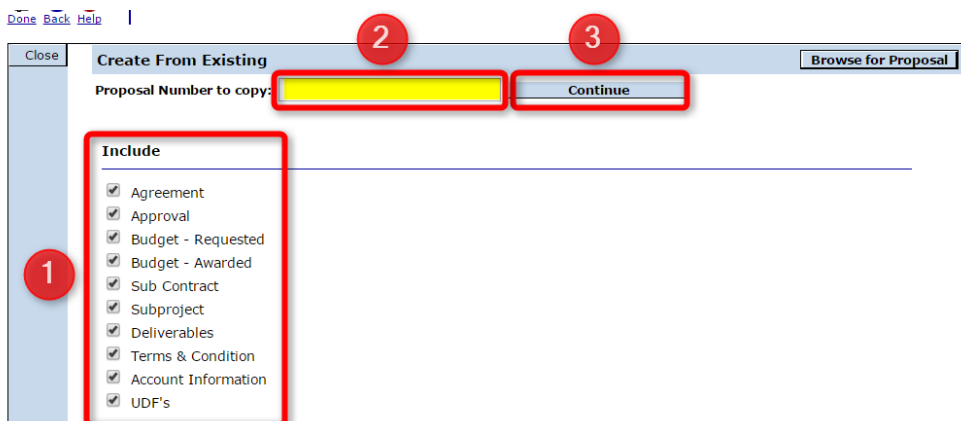 Done Back Help
2
3
Close
Create From Existing
Browse for Proposal
Proposal Number to copy:
Continue
Include
Agreement
Approval
Budget - Requested
Budget - Awarded
1
Sub Contract
Subproject
Deliverables
Terms & Condition
Account Information
UDF's